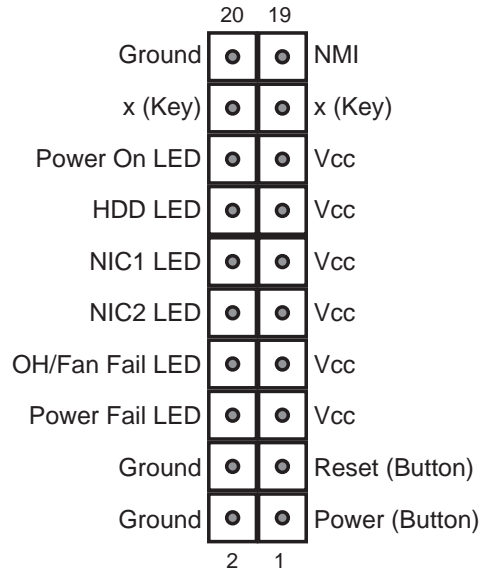 20 19
Ground NMI
x (Key) x (Key)
Power On LED Vcc
HDD LED Vcc
NIC1 LED Vcc
NIC2 LED Vcc
OH/Fan Fail LED Vcc
Power Fail LED Vcc
Ground Reset (Button)
Ground Power (Button)
2 1